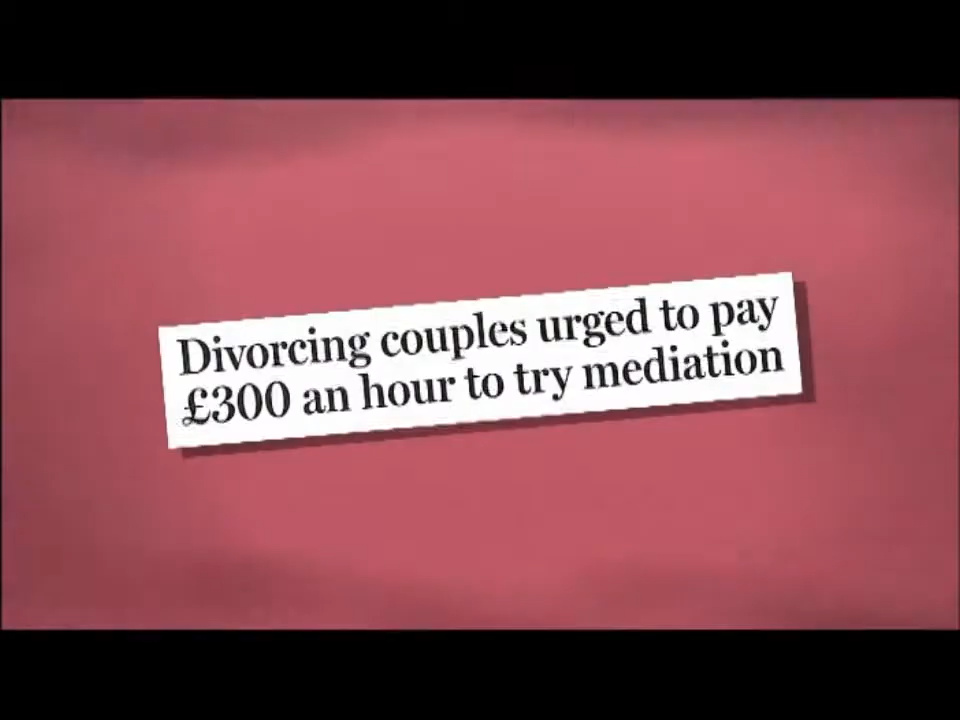 Divorcing couples urged to pay
£300 an hour to try mediation